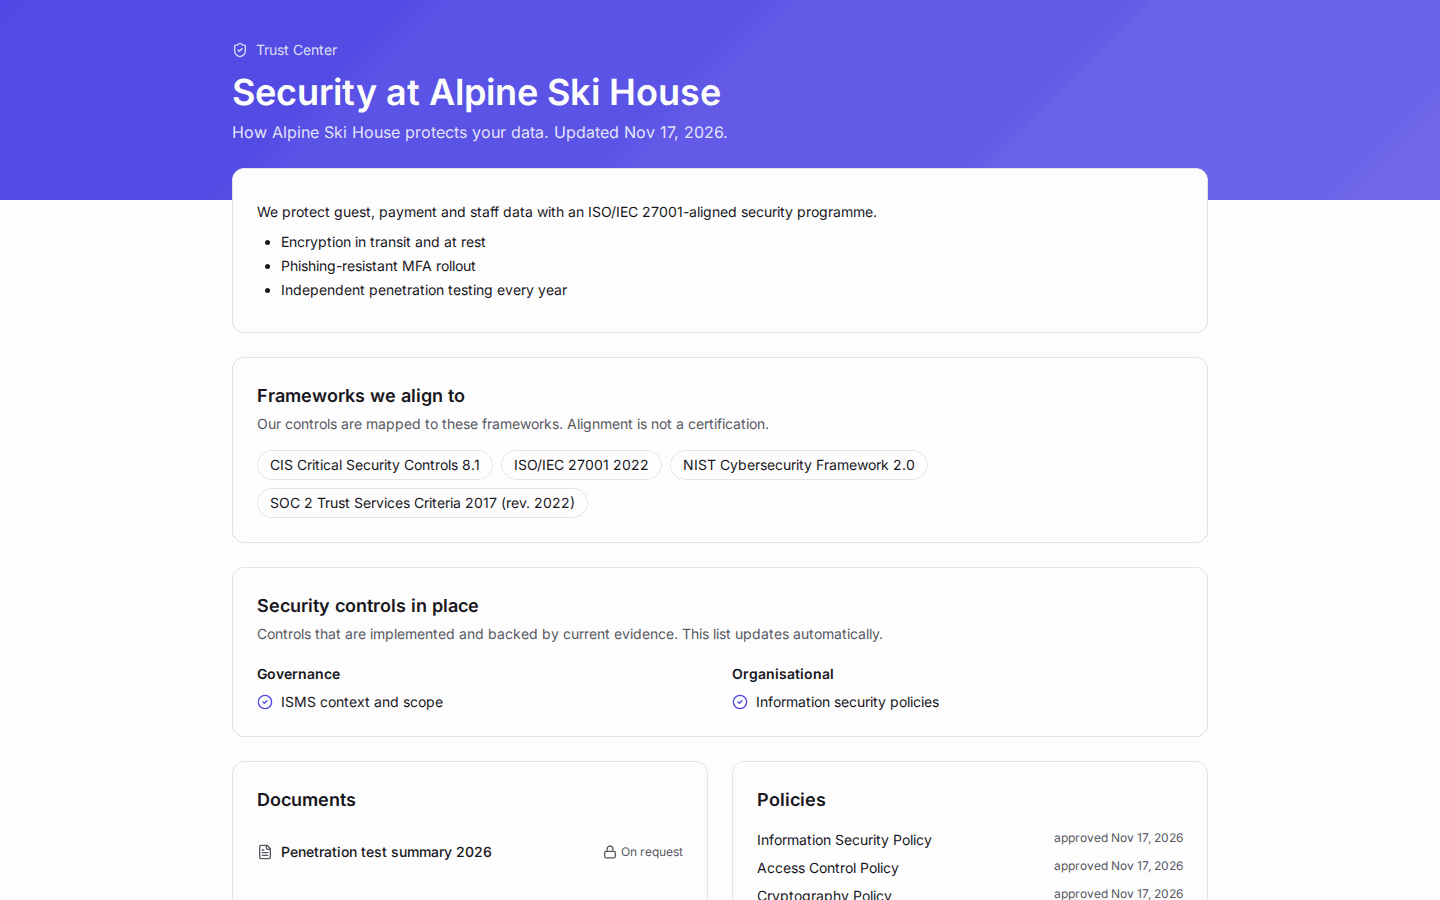 Trust Center
Security at Alpine Ski House
How Alpine Ski House protects your data. Updated Nov 17, 2026.
We protect guest, payment and staff data with an ISO/IEC 27001-aligned security programme.
Encryption in transit and at rest
Phishing-resistant MFA rollout
Independent penetration testing every year
Frameworks we align to
Our controls are mapped to these frameworks. Alignment is not a certification.
CIS Critical Security Controls 8.1
ISO/IEC 27001 2022
NIST Cybersecurity Framework 2.0
SOC 2 Trust Services Criteria 2017 (rev. 2022)
Security controls in place
Controls that are implemented and backed by current evidence. This list updates automatically.
Governance
ISMS context and scope
Organisational
Information security policies
Documents
Penetration test summary 2026
On request
Policies
Information Security Policy
approved Nov 17, 2026
Access Control Policy
approved Nov 17, 2026
Cryptography Policy
approved Nov 17, 2026